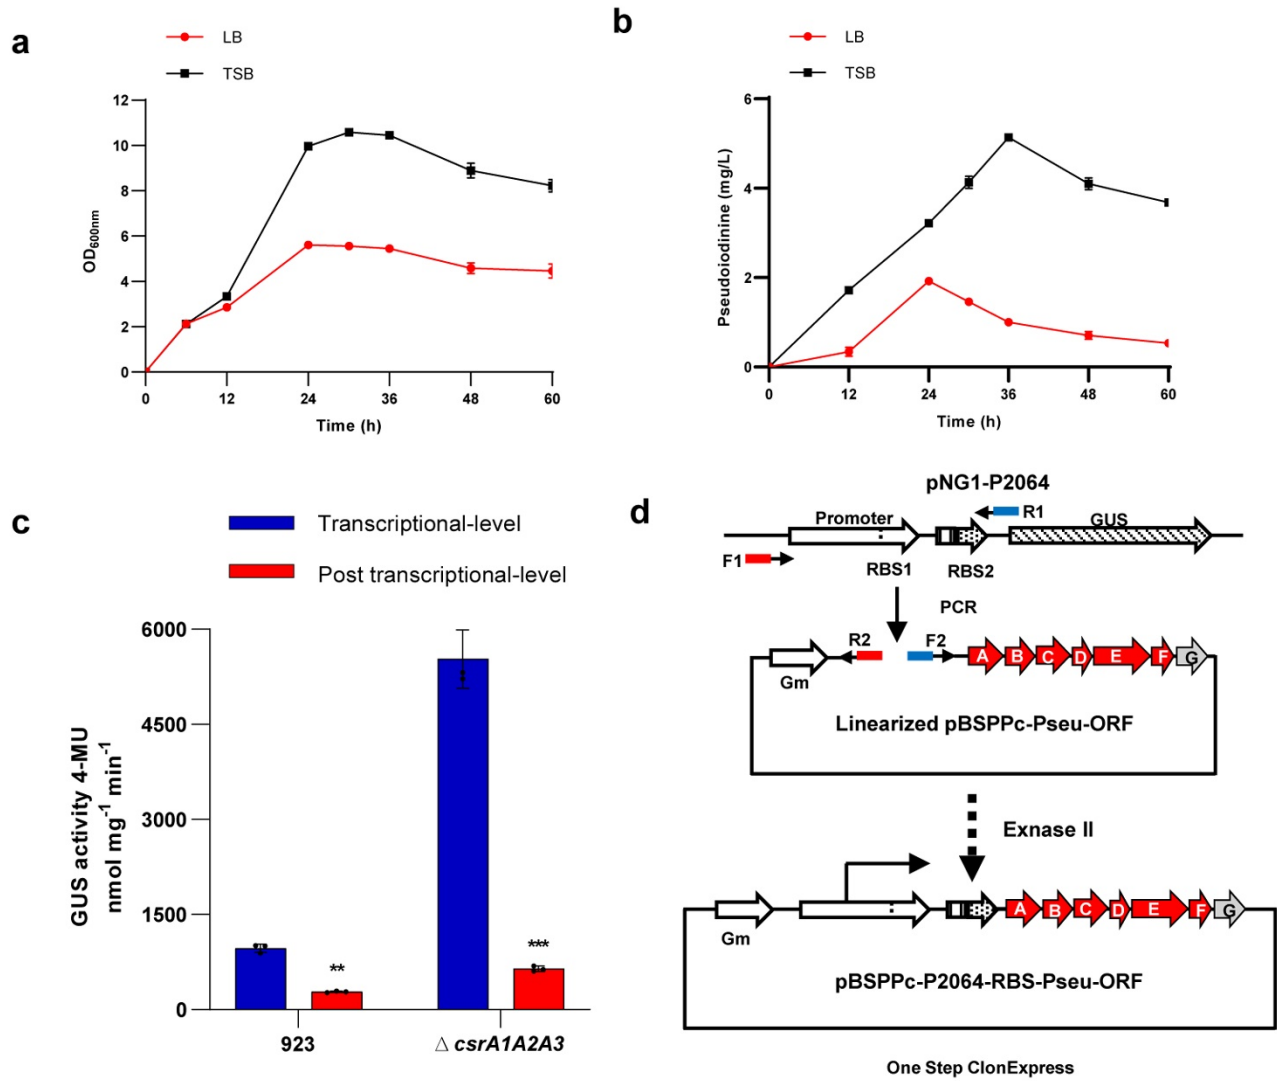 a
LB
TSB
12
10
8
6
4
2
0
OD600nm
0 12 24 36 48 60
Time (h)
b
LB
TSB
6
4
2
0
Pseudoiodinine (mg/L)
0 12 24 36 48 60
Time (h)
c
Transcriptional-level
Post transcriptional-level
6000
4500
3000
1500
0
GUS activity 4-MU
nmol mg-1 min-1
**
***
923
Δ csrA1A2A3
d
pNG1-P2064
Promoter
R1
GUS
F1
RBS1
RBS2
PCR
R2
F2
Gm
A B C D E F G
Linearized pBSPPc-Pseu-ORF
Exnase II
A B C D E F G
Gm
pBSPPc-P2064-RBS-Pseu-ORF
One Step ClonExpress